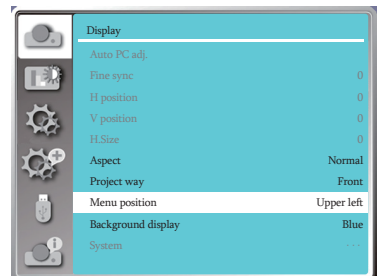 Display
Auto PC adj.
Fine sync 0
H position 0
V position 0
H.Size 0
Aspect Normal
Project way Front
Menu position Upper left
Background display Blue
System ...